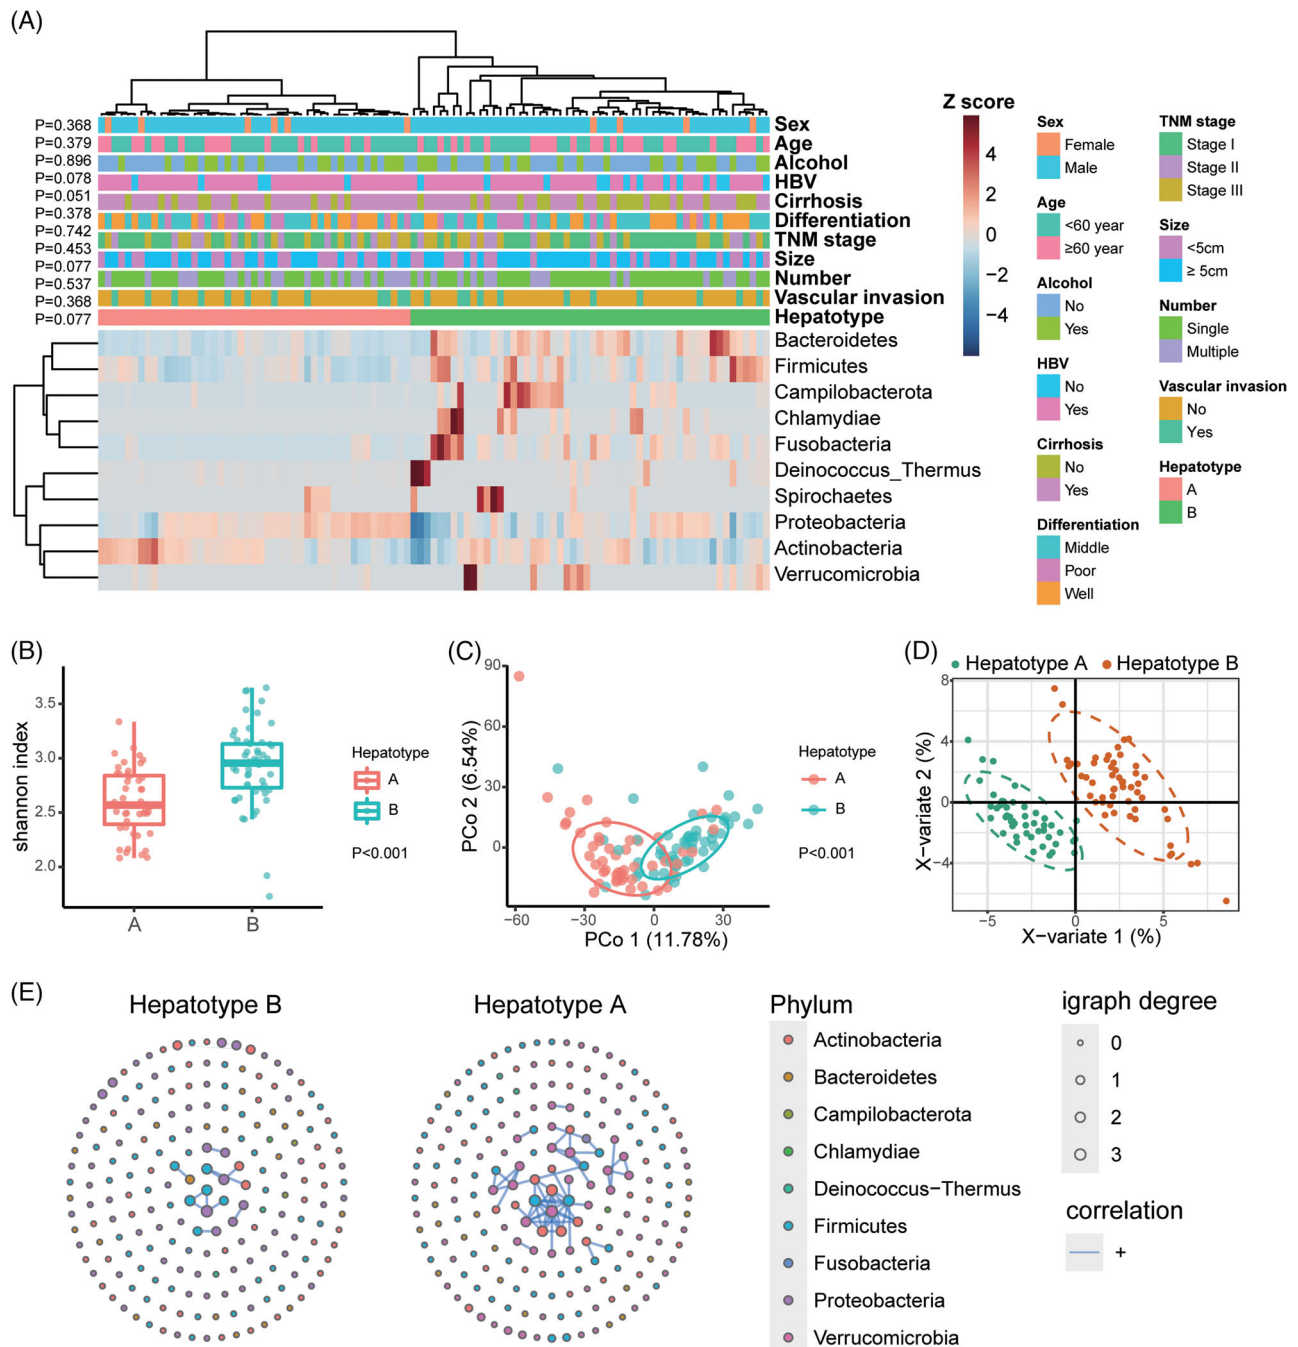 (A)
P=0.368
P=0.379
P=0.896
P=0.078
P=0.051
P=0.378
P=0.742
P=0.453
P=0.077
P=0.537
P=0.368
P=0.077
Sex
Age
Alcohol
HBV
Cirrhosis
Differentiation
TNM stage
Size
Number
Vascular invasion
Hepatotype
Bacteroidetes
Firmicutes
Campilobacterota
Chlamydiae
Fusobacteria
Deinococcus_Thermus
Spirochaetes
Proteobacteria
Actinobacteria
Verrucomicrobia
Z score
4
2
0
−2
−4
Sex
Female
Male
Age
<60 year
≥60 year
Alcohol
No
Yes
HBV
No
Yes
Cirrhosis
No
Yes
Differentiation
Middle
Poor
Well
TNM stage
Stage I
Stage II
Stage III
Size
<5cm
≥ 5cm
Number
Single
Multiple
Vascular invasion
No
Yes
Hepatotype
A
B
(B)
shannon index
3.5
3.0
2.5
2.0
A
B
Hepatotype
A
B
P<0.001
(C)
PCo 2 (6.54%)
90
60
30
0
−60
−30
0
30
PCo 1 (11.78%)
Hepatotype
A
B
P<0.001
(D)
Hepatotype A
Hepatotype B
X−variate 2 (%)
8
4
0
−4
−5
0
5
X−variate 1 (%)
(E)
Hepatotype B
Hepatotype A
Phylum
Actinobacteria
Bacteroidetes
Campilobacterota
Chlamydiae
Deinococcus−Thermus
Firmicutes
Fusobacteria
Proteobacteria
Verrucomicrobia
igraph degree
0
1
2
3
correlation
+